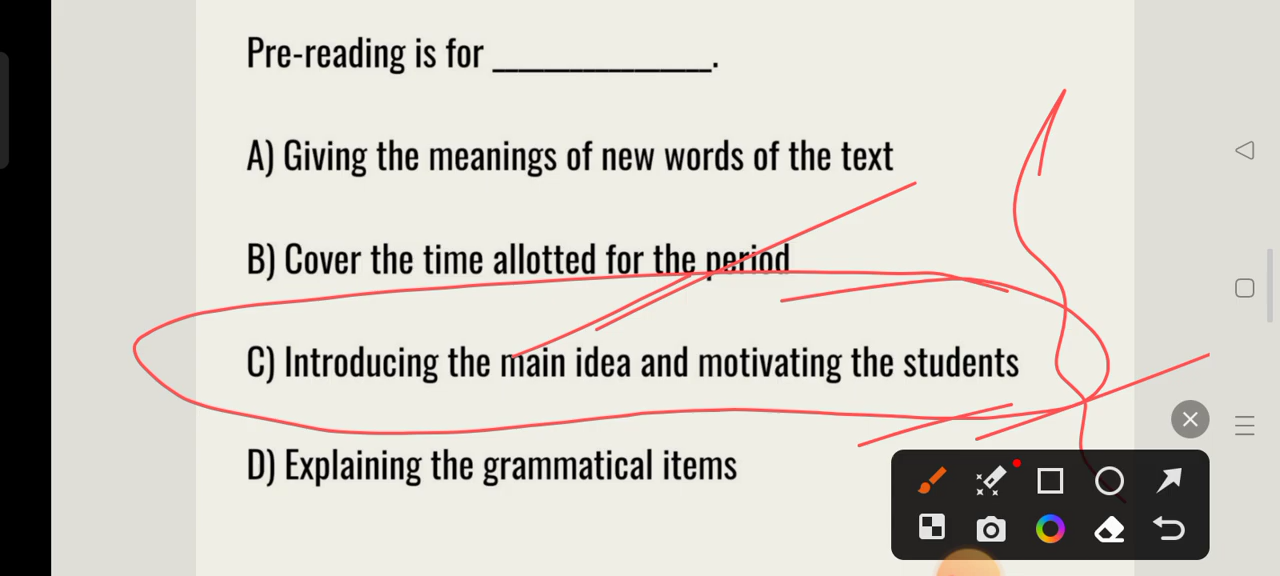 Pre-reading is for ________________.
A) Giving the meanings of new words of the text
B) Cover the time allotted for the period
C) Introducing the main idea and motivating the students
D) Explaining the grammatical items